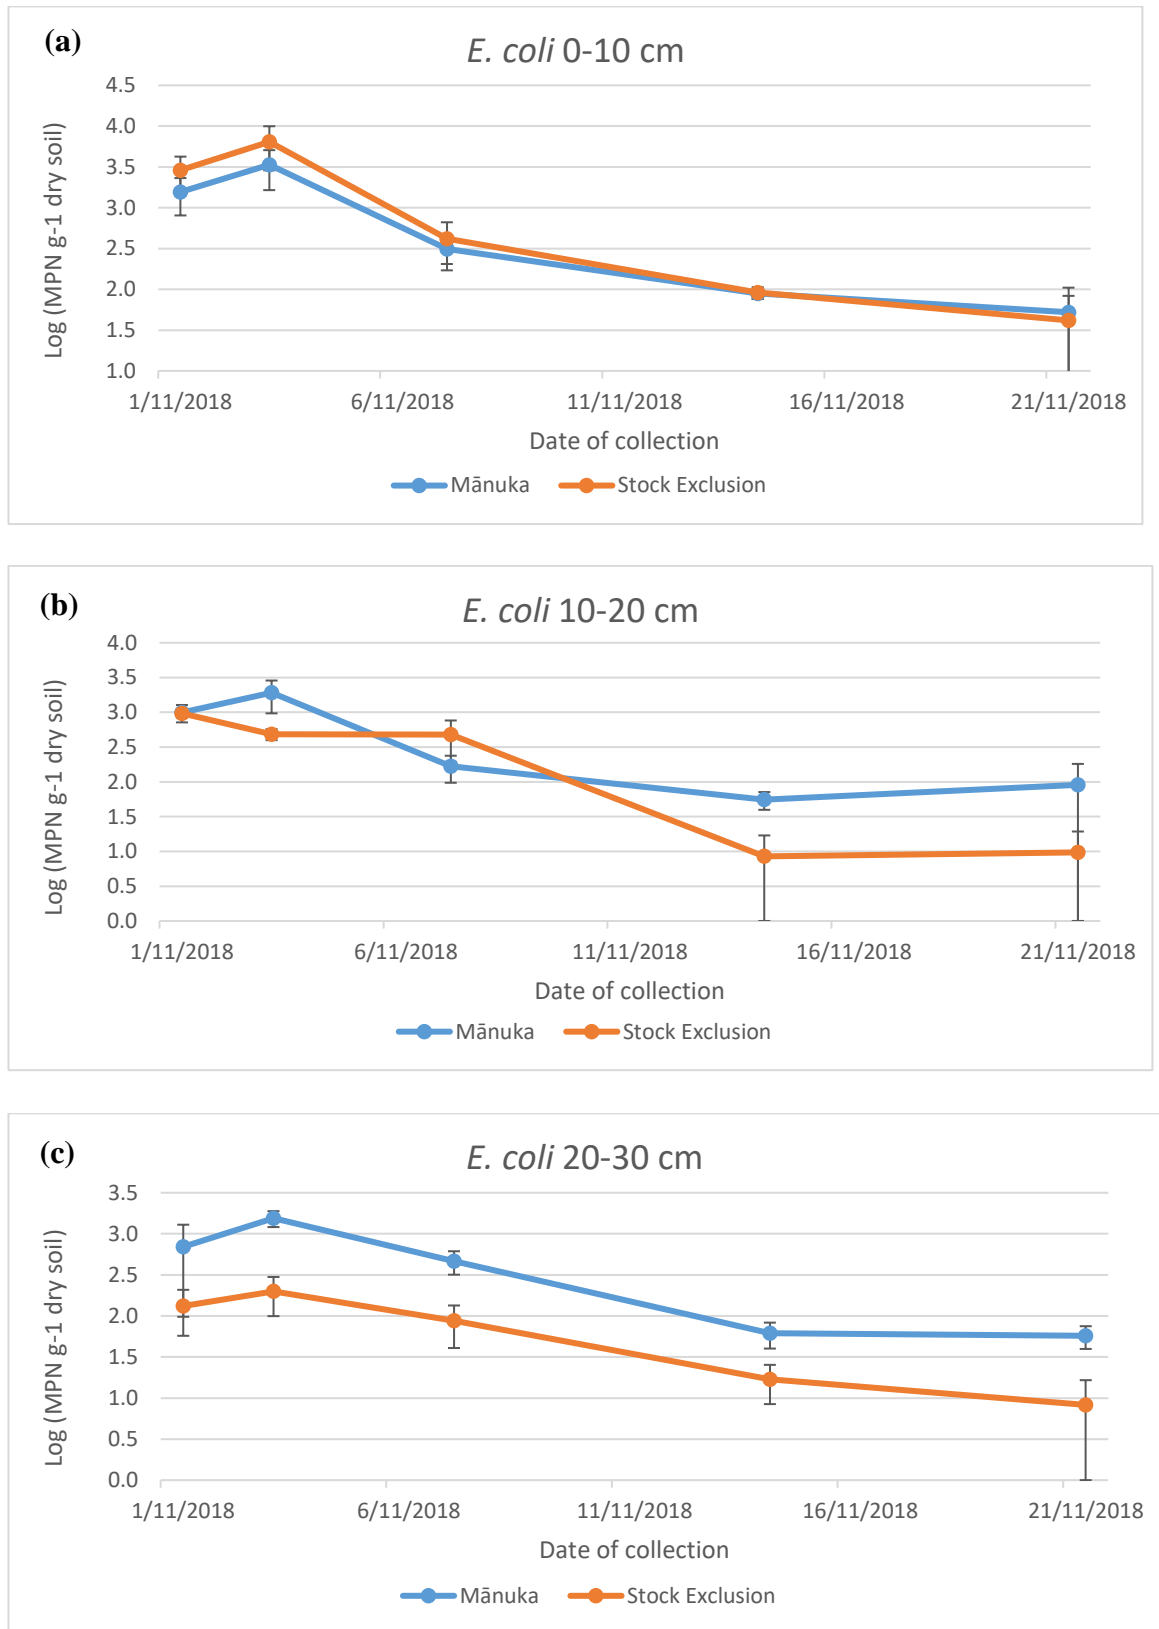 (a)
E. coli 0-10 cm
4.5
4.0
3.5
3.0
2.5
2.0
1.5
1.0
Log (MPN g-1 dry soil)
1/11/2018 6/11/2018 11/11/2018 16/11/2018 21/11/2018
Date of collection
Mānuka Stock Exclusion
(b)
E. coli 10-20 cm
4.0
3.5
3.0
2.5
2.0
1.5
1.0
0.5
0.0
Log (MPN g-1 dry soil)
1/11/2018 6/11/2018 11/11/2018 16/11/2018 21/11/2018
Date of collection
Mānuka Stock Exclusion
(c)
E. coli 20-30 cm
3.5
3.0
2.5
2.0
1.5
1.0
0.5
0.0
Log (MPN g-1 dry soil)
1/11/2018 6/11/2018 11/11/2018 16/11/2018 21/11/2018
Date of collection
Mānuka Stock Exclusion